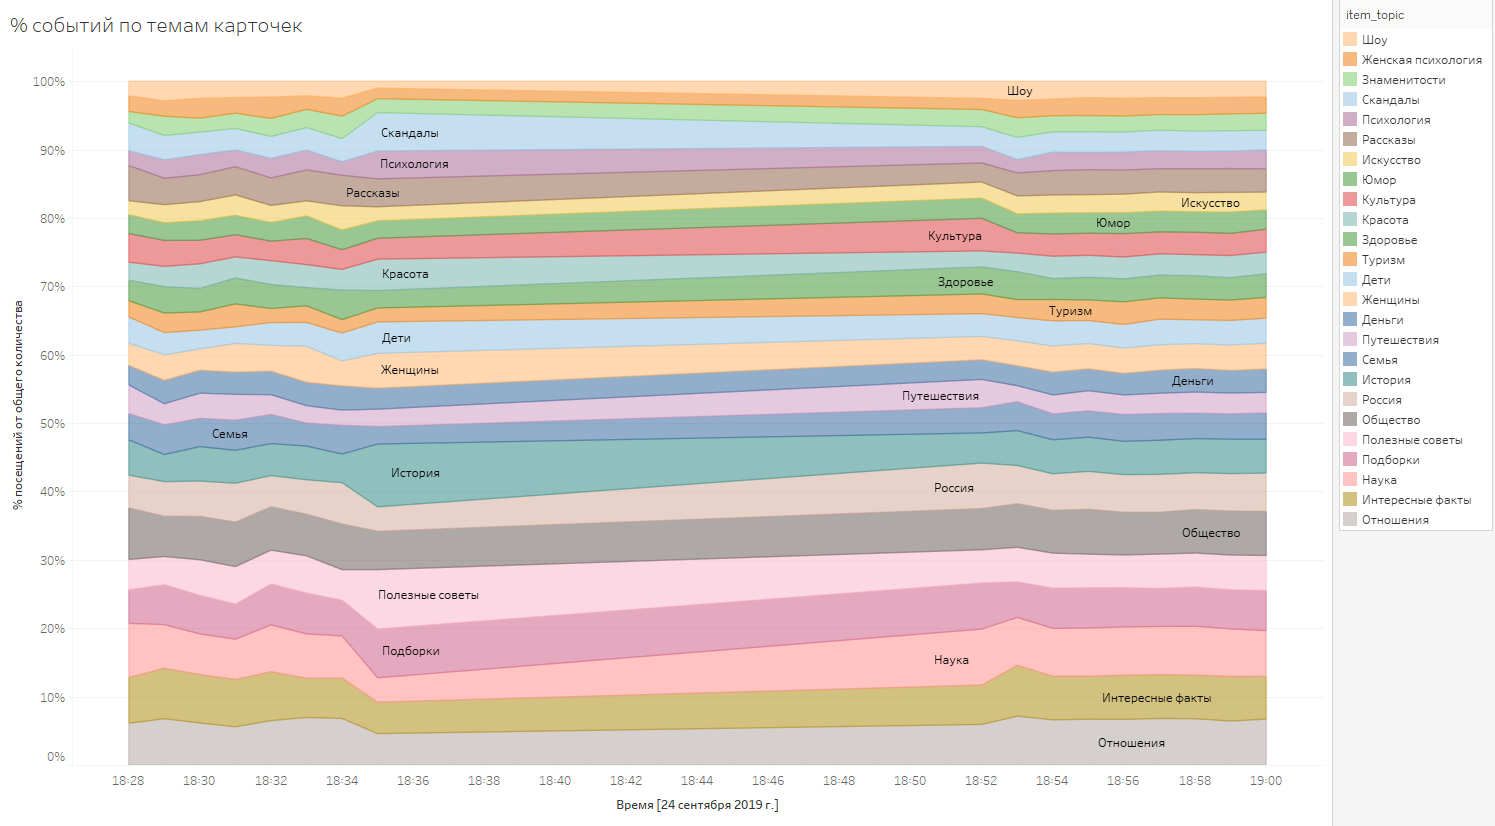 % событий по темам карточек
item_topic
Шоу
Женская психология
Знаменитости
Скандалы
Психология
Рассказы
Искусство
Юмор
Культура
Красота
Здоровье
Туризм
Дети
Женщины
Деньги
Путешествия
Семья
История
Россия
Общество
Полезные советы
Подборки
Наука
Интересные факты
Отношения
% посещений от общего количества
100%
90%
80%
70%
60%
50%
40%
30%
20%
10%
0%
Шоу
Скандалы
Психология
Рассказы
Искусство
Юмор
Культура
Красота
Здоровье
Туризм
Дети
Женщины
Деньги
Путешествия
Семья
История
Россия
Общество
Полезные советы
Подборки
Наука
Интересные факты
Отношения
18:28 18:30 18:32 18:34 18:36 18:38 18:40 18:42 18:44 18:46 18:48 18:50 18:52 18:54 18:56 18:58 19:00
Время [24 сентября 2019 г.]